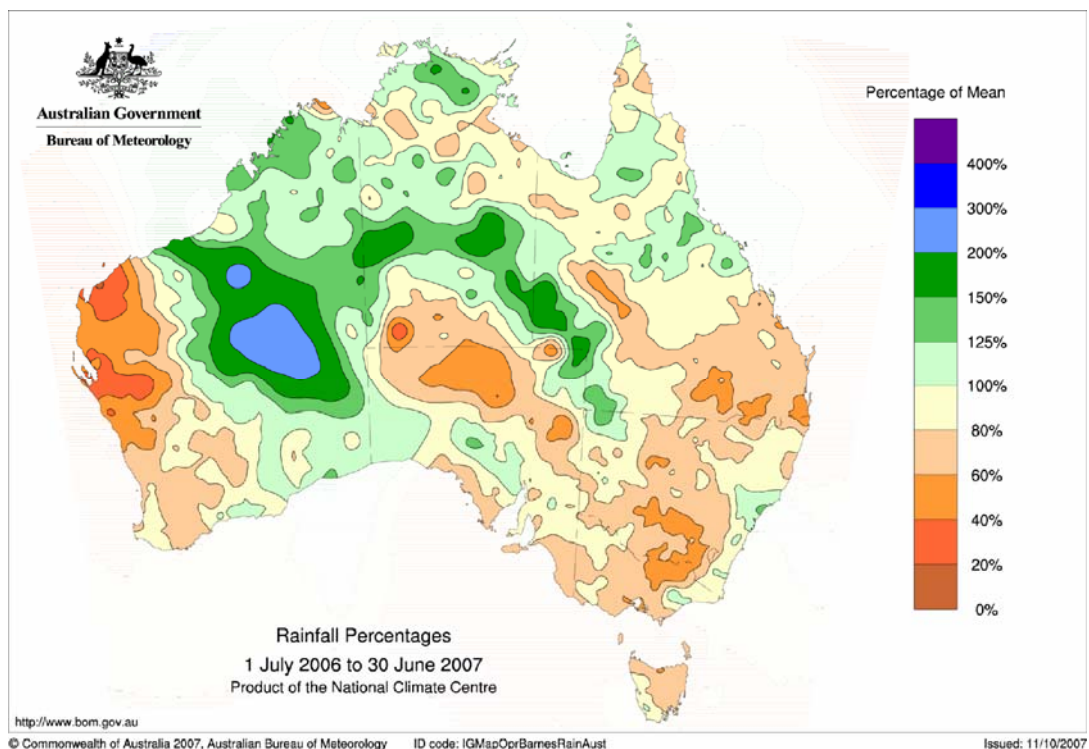 Australian Government
Bureau of Meteorology
Percentage of Mean
400%
300%
200%
150%
125%
100%
80%
60%
40%
20%
0%
Rainfall Percentages
1 July 2006 to 30 June 2007
Product of the National Climate Centre
http://www.bom.gov.au
© Commonwealth of Australia 2007, Australian Bureau of Meteorology ID code: IGMapOprBarnesRainAust Issued: 11/10/2007